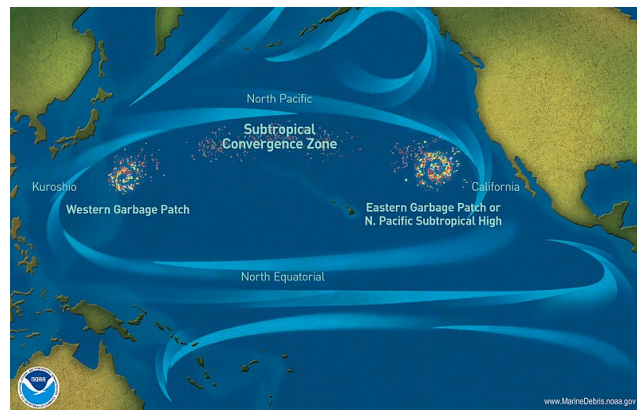 North Pacific
Subtropical
Convergence Zone
Kuroshio
California
Western Garbage Patch
Eastern Garbage Patch or
N. Pacific Subtropical High
North Equatorial
NOAA
www.MarineDebris.noaa.gov